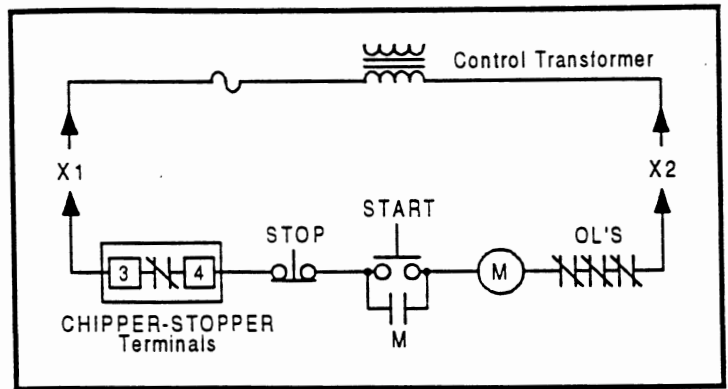 Control Transformer
X1
X2
START
STOP
OL'S
3
4
M
CHIPPER-STOPPER
Terminals
M